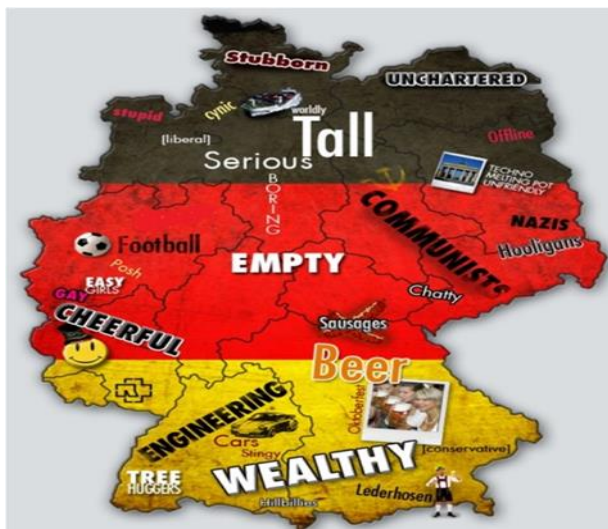 Stubborn
UNCHARTERED
stupid
cynic
worldly
Tall
[liberal]
Serious
BORING
Offline
TECHNO
MELTING POT
UNFRIENDLY
COMMUNISTS
NAZIS
Hooligans
Football
Posh
EMPTY
EASY
GIRLS
GAY
Chatty
CHEERFUL
Sausages
Beer
Oktoberfest
ENGINEERING
Cars
Stingy
[conservative]
WEALTHY
TREE
HUGGERS
Hillbillies
Lederhosen